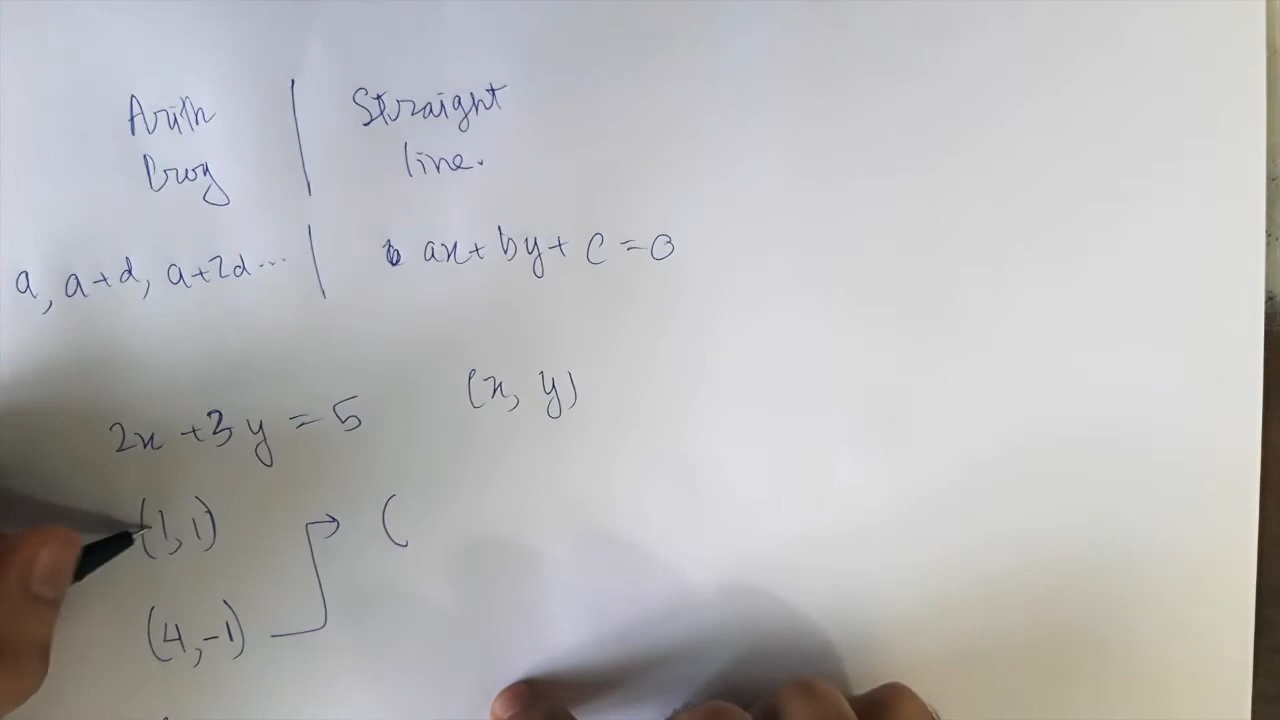 Arith | Straight
Prog | line.
a, a+d, a+2d... | ax+by+c=0
2x+3y=5 (x, y)
(1,1) → (
(4,-1)